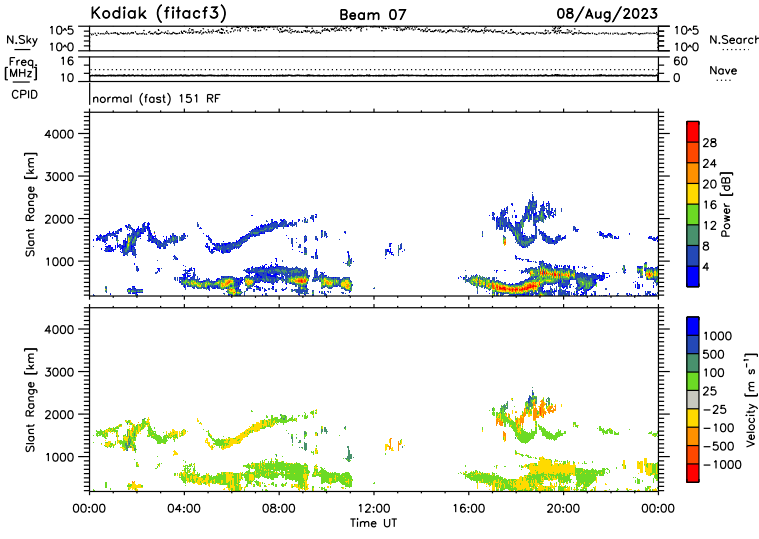 Kodiak (fitacf3) Beam 07 08/Aug/2023
N.Sky 10^5 10^0 10^5 10^0 N.Search
Freq. [MHz] 16 10 60 0 Nave
CPID normal (fast) 151 RF
Slant Range [km] 4000 3000 2000 1000
Power [dB] 28 24 20 16 12 8 4
Slant Range [km] 4000 3000 2000 1000
Velocity [m s^-1] 1000 500 100 25 -25 -100 -500 -1000
00:00 04:00 08:00 12:00 16:00 20:00 00:00
Time UT